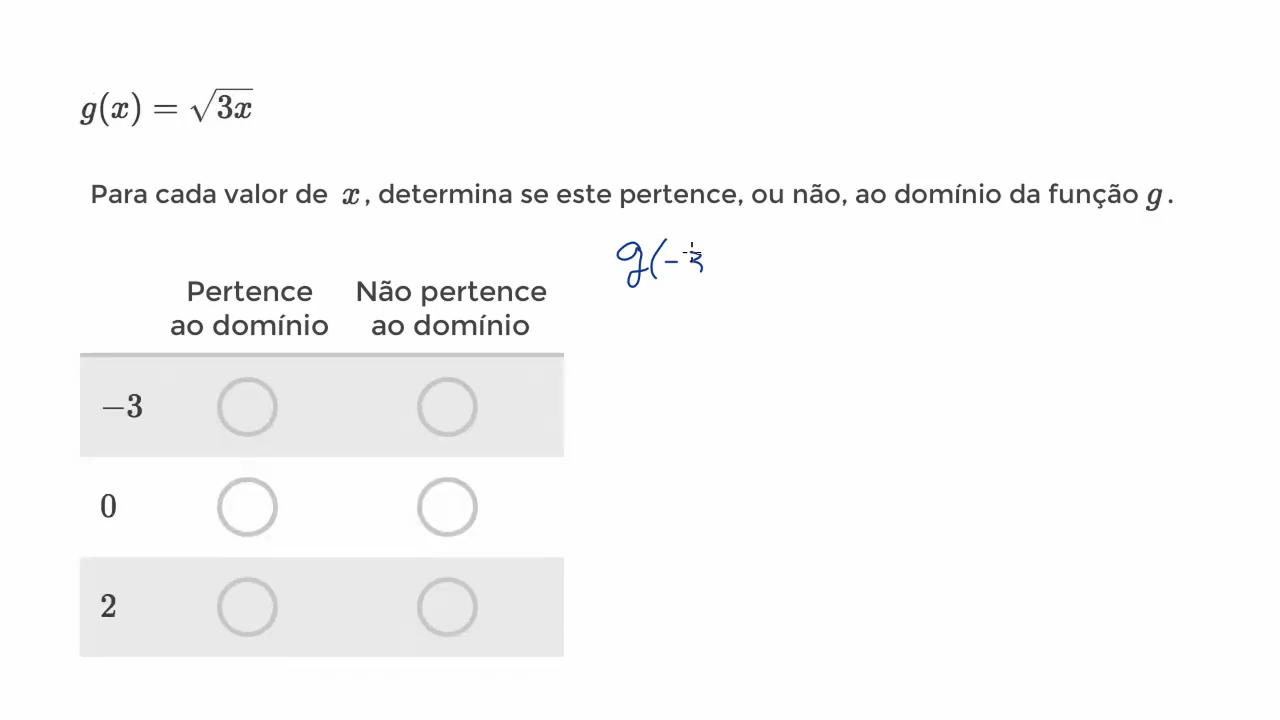 g(x) = √3x
Para cada valor de x, determina se este pertence, ou não, ao domínio da função g.
g(-3
Pertence ao domínio Não pertence ao domínio
-3
0
2